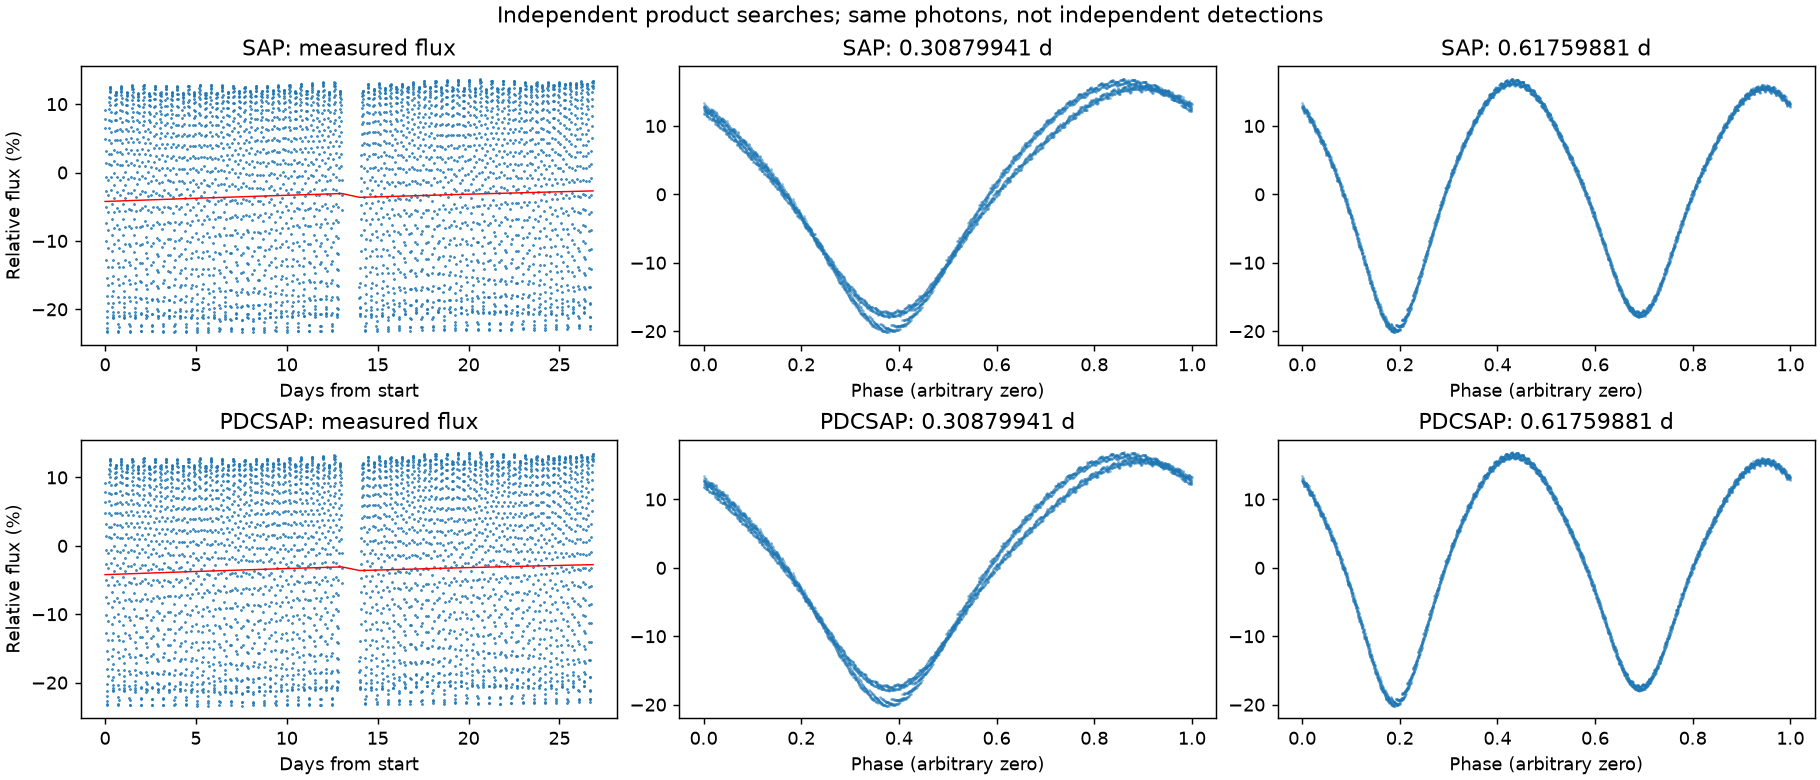 Independent product searches; same photons, not independent detections
SAP: measured flux
Relative flux (%)
10
0
−10
−20
0 5 10 15 20 25
Days from start
SAP: 0.30879941 d
10
0
−10
−20
0.0 0.2 0.4 0.6 0.8 1.0
Phase (arbitrary zero)
SAP: 0.61759881 d
10
0
−10
−20
0.0 0.2 0.4 0.6 0.8 1.0
Phase (arbitrary zero)
PDCSAP: measured flux
Relative flux (%)
10
0
−10
−20
0 5 10 15 20 25
Days from start
PDCSAP: 0.30879941 d
10
0
−10
−20
0.0 0.2 0.4 0.6 0.8 1.0
Phase (arbitrary zero)
PDCSAP: 0.61759881 d
10
0
−10
−20
0.0 0.2 0.4 0.6 0.8 1.0
Phase (arbitrary zero)